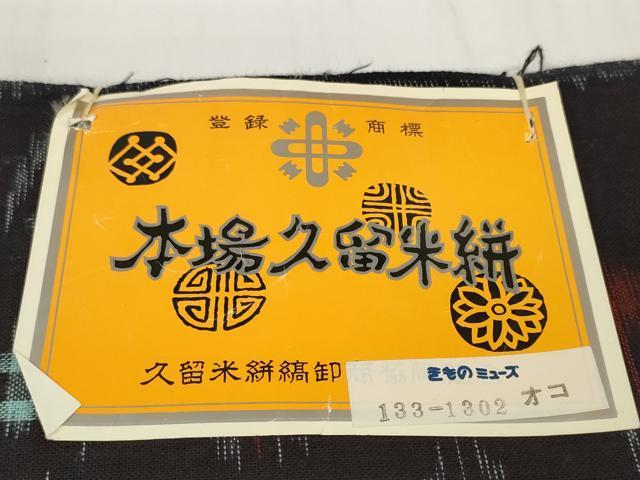 登録 商標
本場久留米絣
久留米絣縞卸
きものミューズ
133-1302 オコ